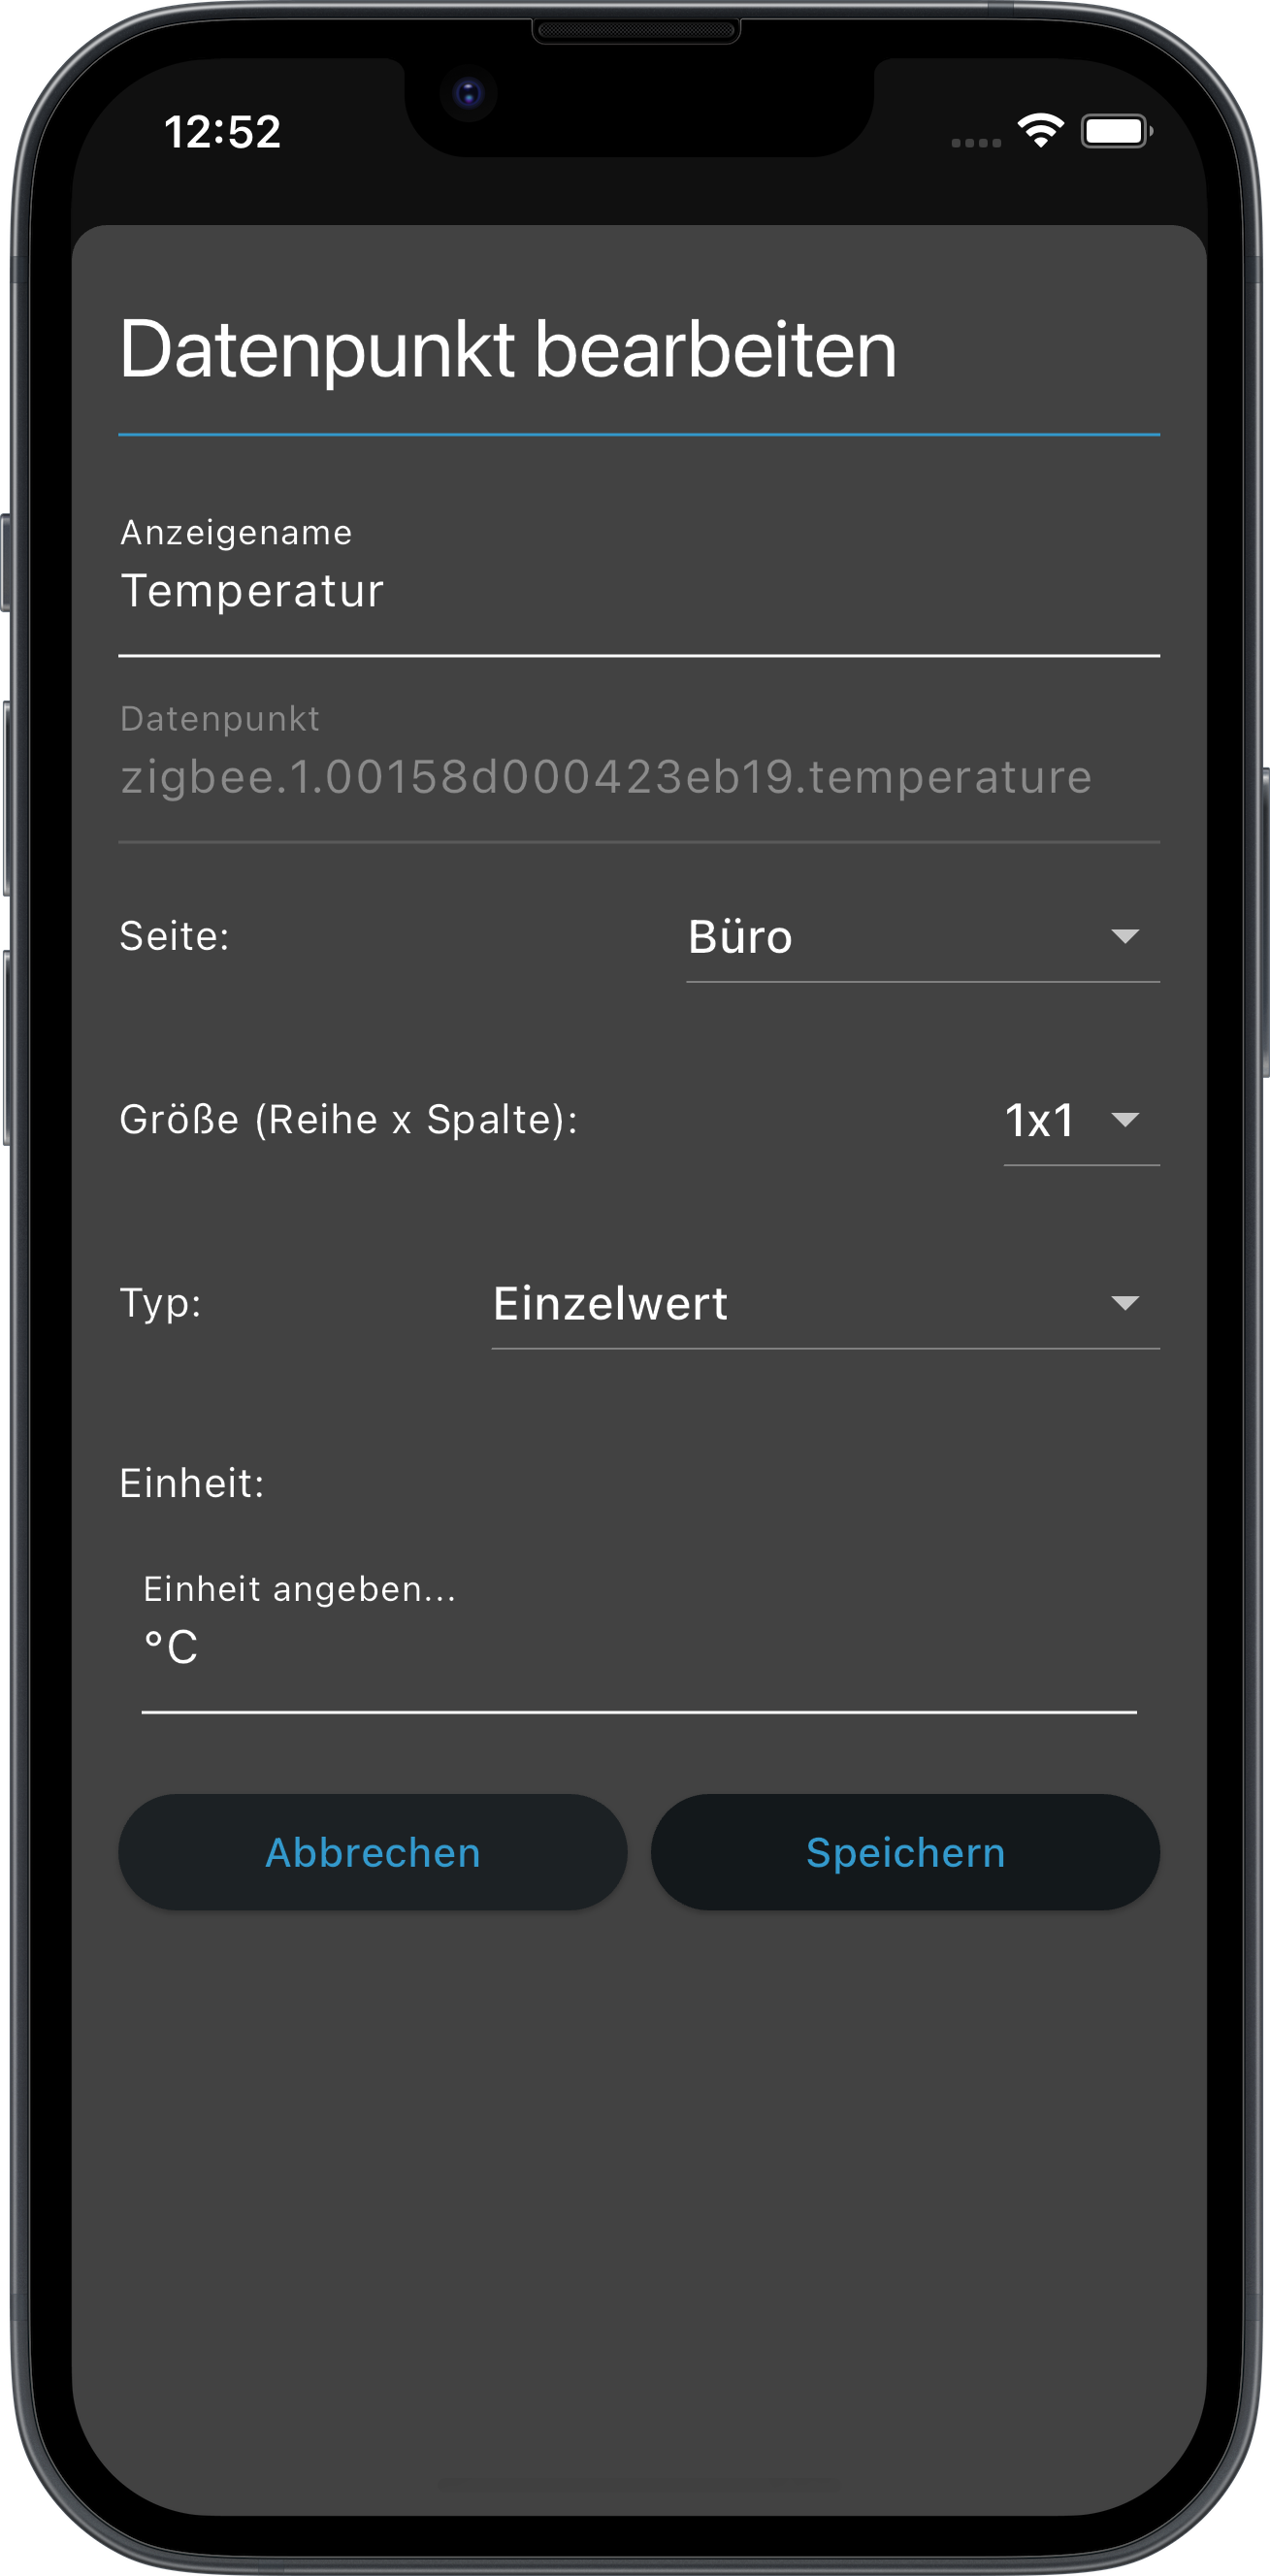 12:52
Datenpunkt bearbeiten
Anzeigename
Temperatur
Datenpunkt
zigbee.1.00158d000423eb19.temperature
Seite: Büro
Größe (Reihe x Spalte): 1x1
Typ: Einzelwert
Einheit:
Einheit angeben...
°C
Abbrechen Speichern